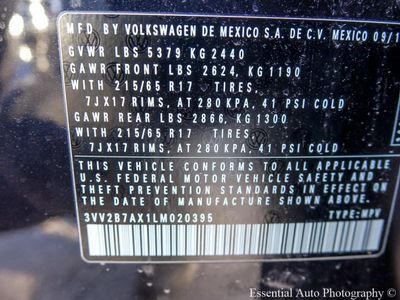 MFD BY VOLKSWAGEN DE MEXICO S.A. DE C.V. MEXICO 09/1
GVWR LBS 5379 KG 2440
GAWR FRONT LBS 2624, KG 1190
WITH 215/65 R17 TIRES,
7JX17 RIMS, AT 280 KPA, 41 PSI COLD
GAWR REAR LBS 2866, KG 1300
WITH 215/65 R17 TIRES,
7JX17 RIMS, AT 280 KPA, 41 PSI COLD
THIS VEHICLE CONFORMS TO ALL APPLICABLE
U.S. FEDERAL MOTOR VEHICLE SAFETY AND
THEFT PREVENTION STANDARDS IN EFFECT ON
THE DATE OF MANUFACTURE SHOWN ABOVE.
3VV2B7AX1LM020395 TYPE: MPV
Essential Auto Photography